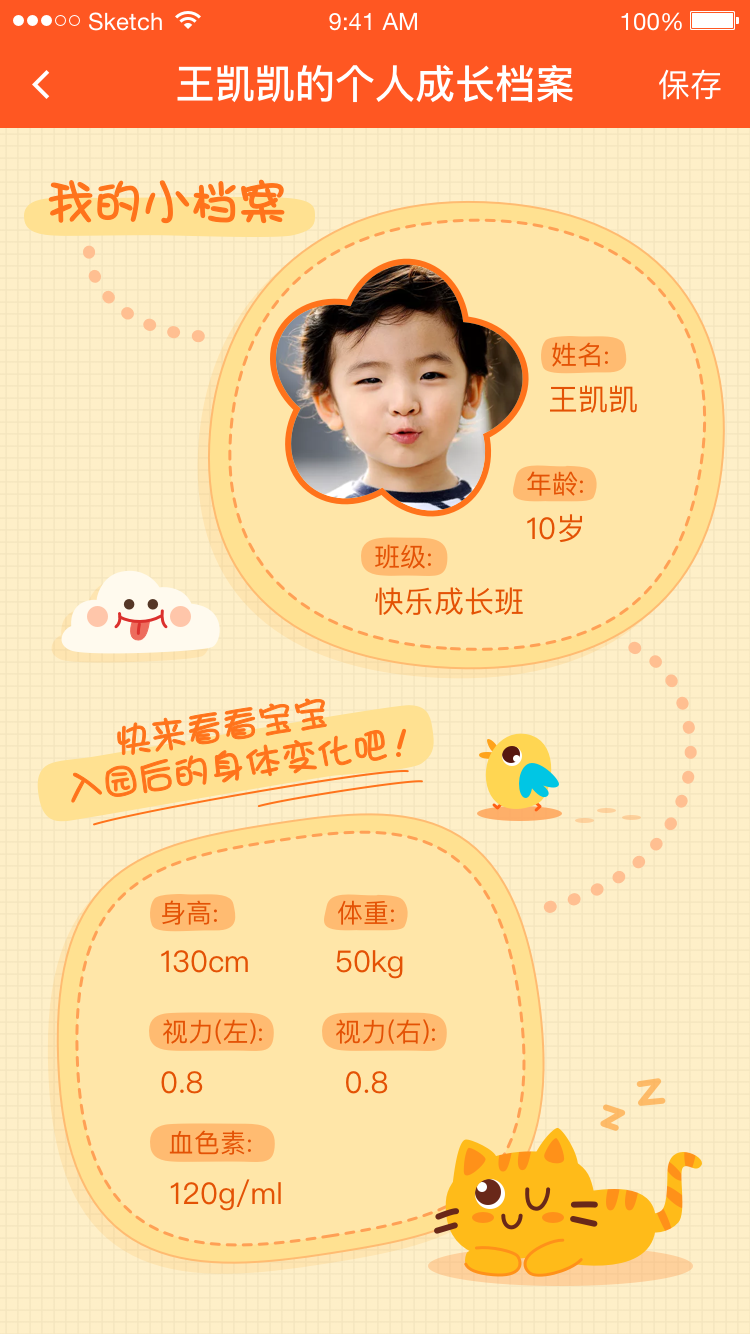 Sketch 9:41 AM 100%
王凯凯的个人成长档案 保存
我的小档案
姓名:
王凯凯
年龄:
10岁
班级:
快乐成长班
快来看看宝宝
入园后的身体变化吧!
身高: 体重:
130cm 50kg
视力(左): 视力(右):
0.8 0.8
血色素:
120g/ml
z z